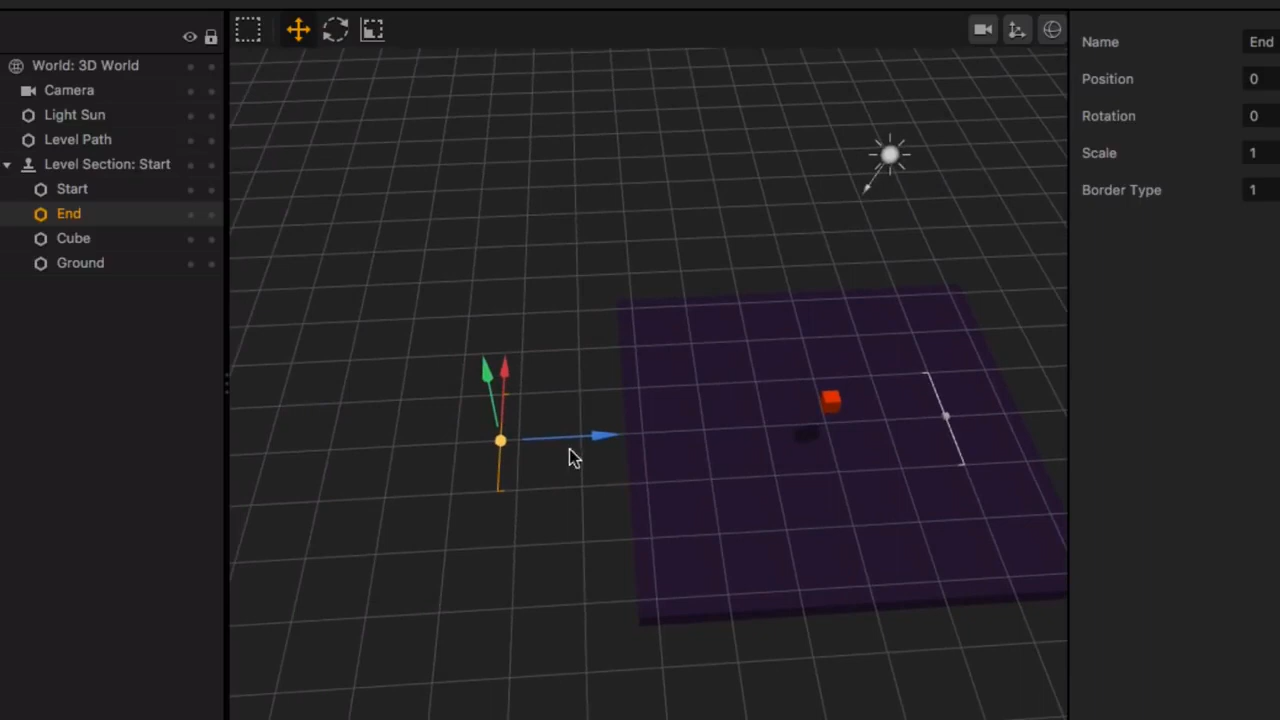 World: 3D World
Camera
Light Sun
Level Path
Level Section: Start
Start
End
Cube
Ground
Name End
Position 0
Rotation 0
Scale 1
Border Type 1